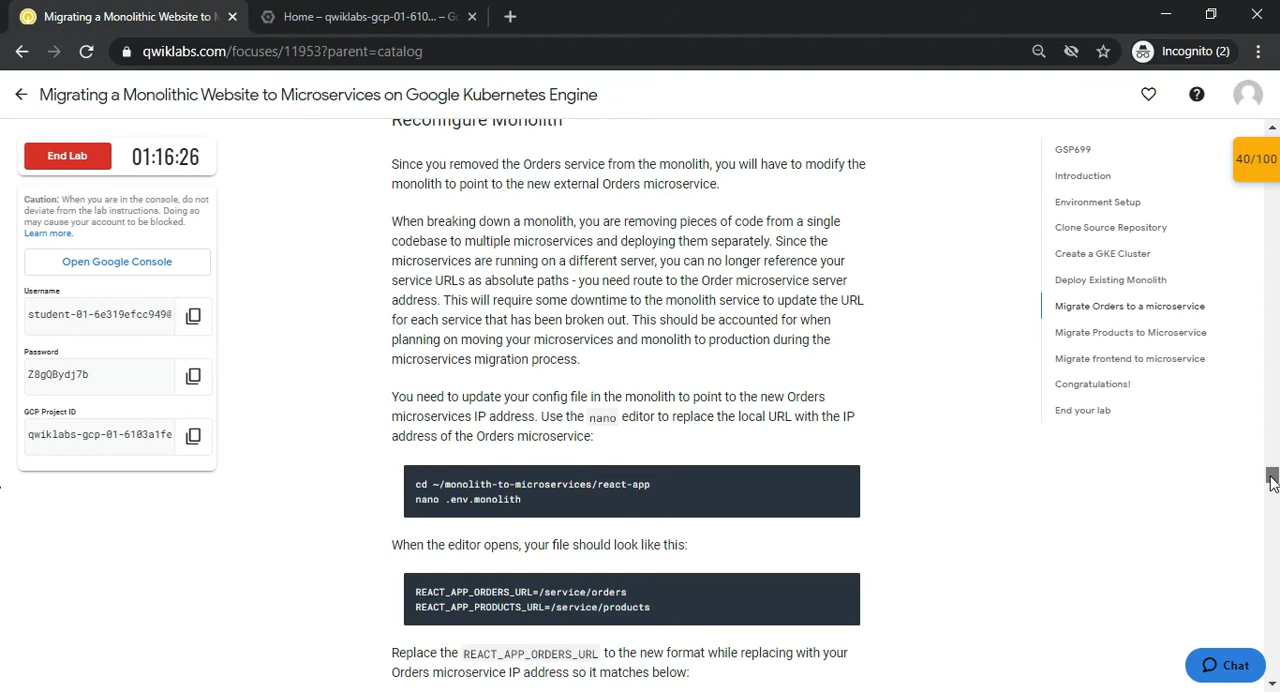 Migrating a Monolithic Website to M
Home – qwiklabs-gcp-01-610... – Go
qwiklabs.com/focuses/11953?parent=catalog
Incognito (2)
Migrating a Monolithic Website to Microservices on Google Kubernetes Engine
End Lab
01:16:26
Caution: When you are in the console, do not
deviate from the lab instructions. Doing so
may cause your account to be blocked.
Learn more.
Open Google Console
Username
student-01-6e319efcc949@
Password
Z8gQBydj7b
GCP Project ID
qwiklabs-gcp-01-6103a1fe
Reconfigure Monolith
Since you removed the Orders service from the monolith, you will have to modify the
monolith to point to the new external Orders microservice.
When breaking down a monolith, you are removing pieces of code from a single
codebase to multiple microservices and deploying them separately. Since the
microservices are running on a different server, you can no longer reference your
service URLs as absolute paths - you need route to the Order microservice server
address. This will require some downtime to the monolith service to update the URL
for each service that has been broken out. This should be accounted for when
planning on moving your microservices and monolith to production during the
microservices migration process.
You need to update your config file in the monolith to point to the new Orders
microservices IP address. Use the nano editor to replace the local URL with the IP
address of the Orders microservice:
cd ~/monolith-to-microservices/react-app
nano .env.monolith
When the editor opens, your file should look like this:
REACT_APP_ORDERS_URL=/service/orders
REACT_APP_PRODUCTS_URL=/service/products
Replace the REACT_APP_ORDERS_URL to the new format while replacing with your
Orders microservice IP address so it matches below:
GSP699
Introduction
Environment Setup
Clone Source Repository
Create a GKE Cluster
Deploy Existing Monolith
Migrate Orders to a microservice
Migrate Products to Microservice
Migrate frontend to microservice
Congratulations!
End your lab
40/100
Chat